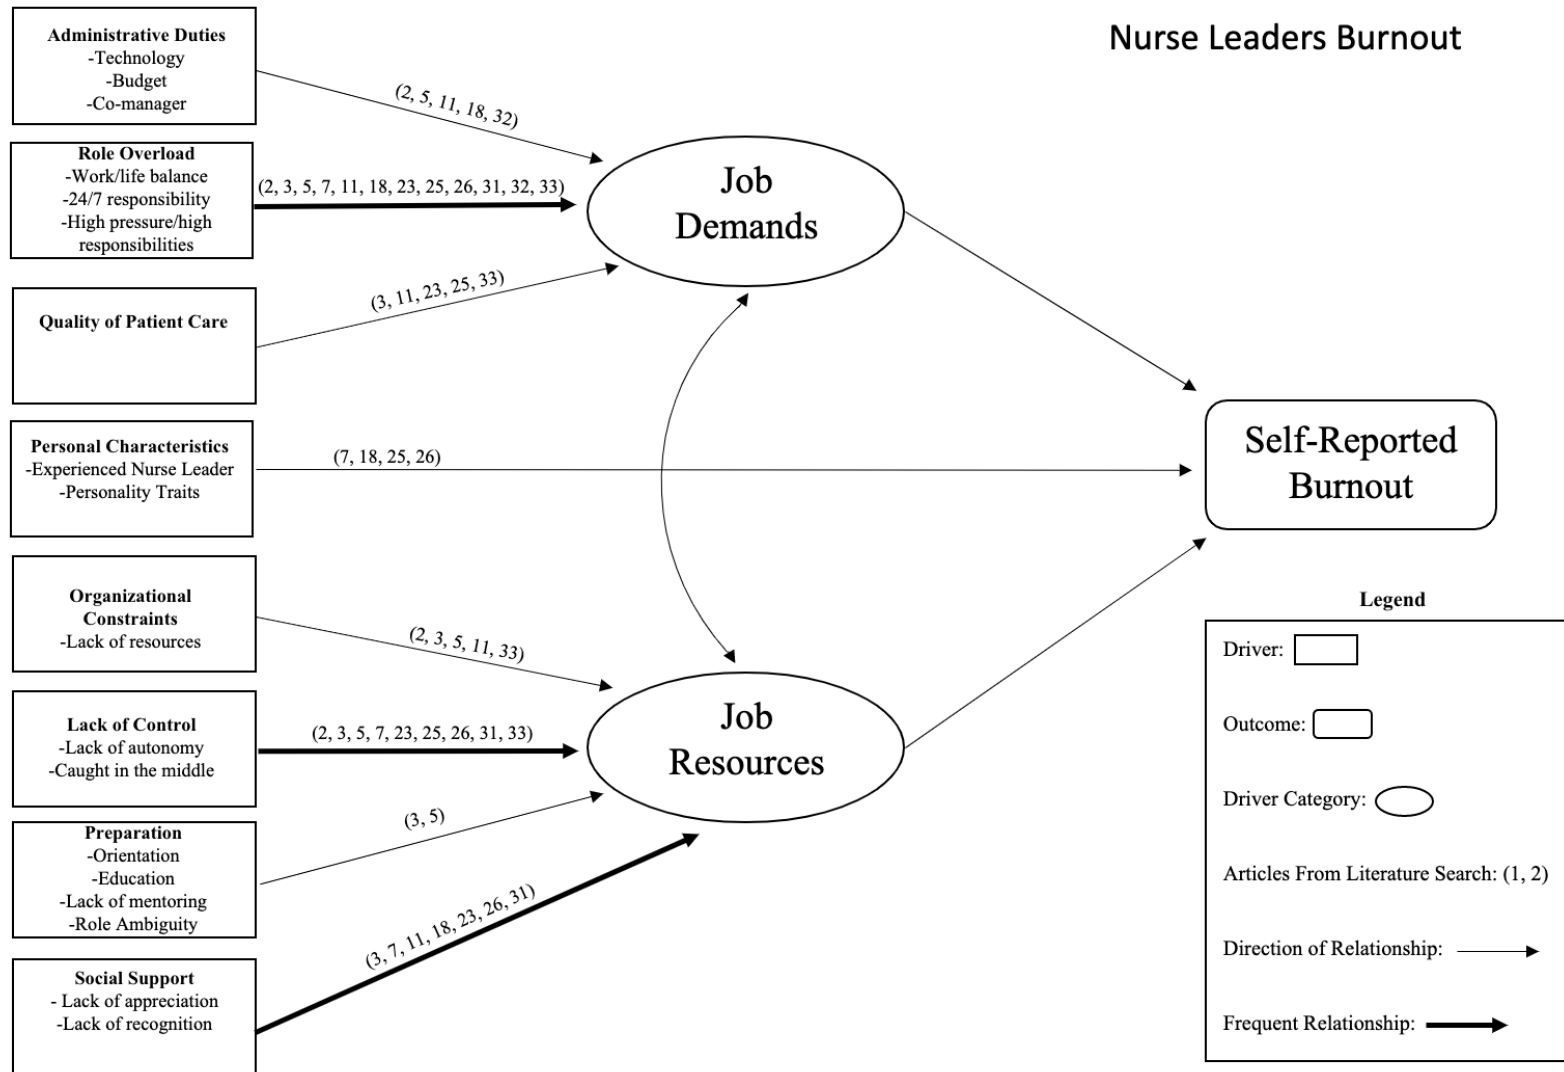 Nurse Leaders Burnout
Administrative Duties
-Technology
-Budget
-Co-manager
(2, 5, 11, 18, 32)
Role Overload
-Work/life balance
-24/7 responsibility
-High pressure/high
responsibilities
(2, 3, 5, 7, 11, 18, 23, 25, 26, 31, 32, 33)
Job
Demands
Quality of Patient Care
(3, 11, 23, 25, 33)
Personal Characteristics
-Experienced Nurse Leader
-Personality Traits
(7, 18, 25, 26)
Self-Reported
Burnout
Organizational
Constraints
-Lack of resources
(2, 3, 5, 11, 33)
Lack of Control
-Lack of autonomy
-Caught in the middle
(2, 3, 5, 7, 23, 25, 26, 31, 33)
Job
Resources
Preparation
-Orientation
-Education
-Lack of mentoring
-Role Ambiguity
(3, 5)
Social Support
- Lack of appreciation
-Lack of recognition
(3, 7, 11, 18, 23, 26, 31)
Legend
Driver:
Outcome:
Driver Category:
Articles From Literature Search: (1, 2)
Direction of Relationship:
Frequent Relationship: